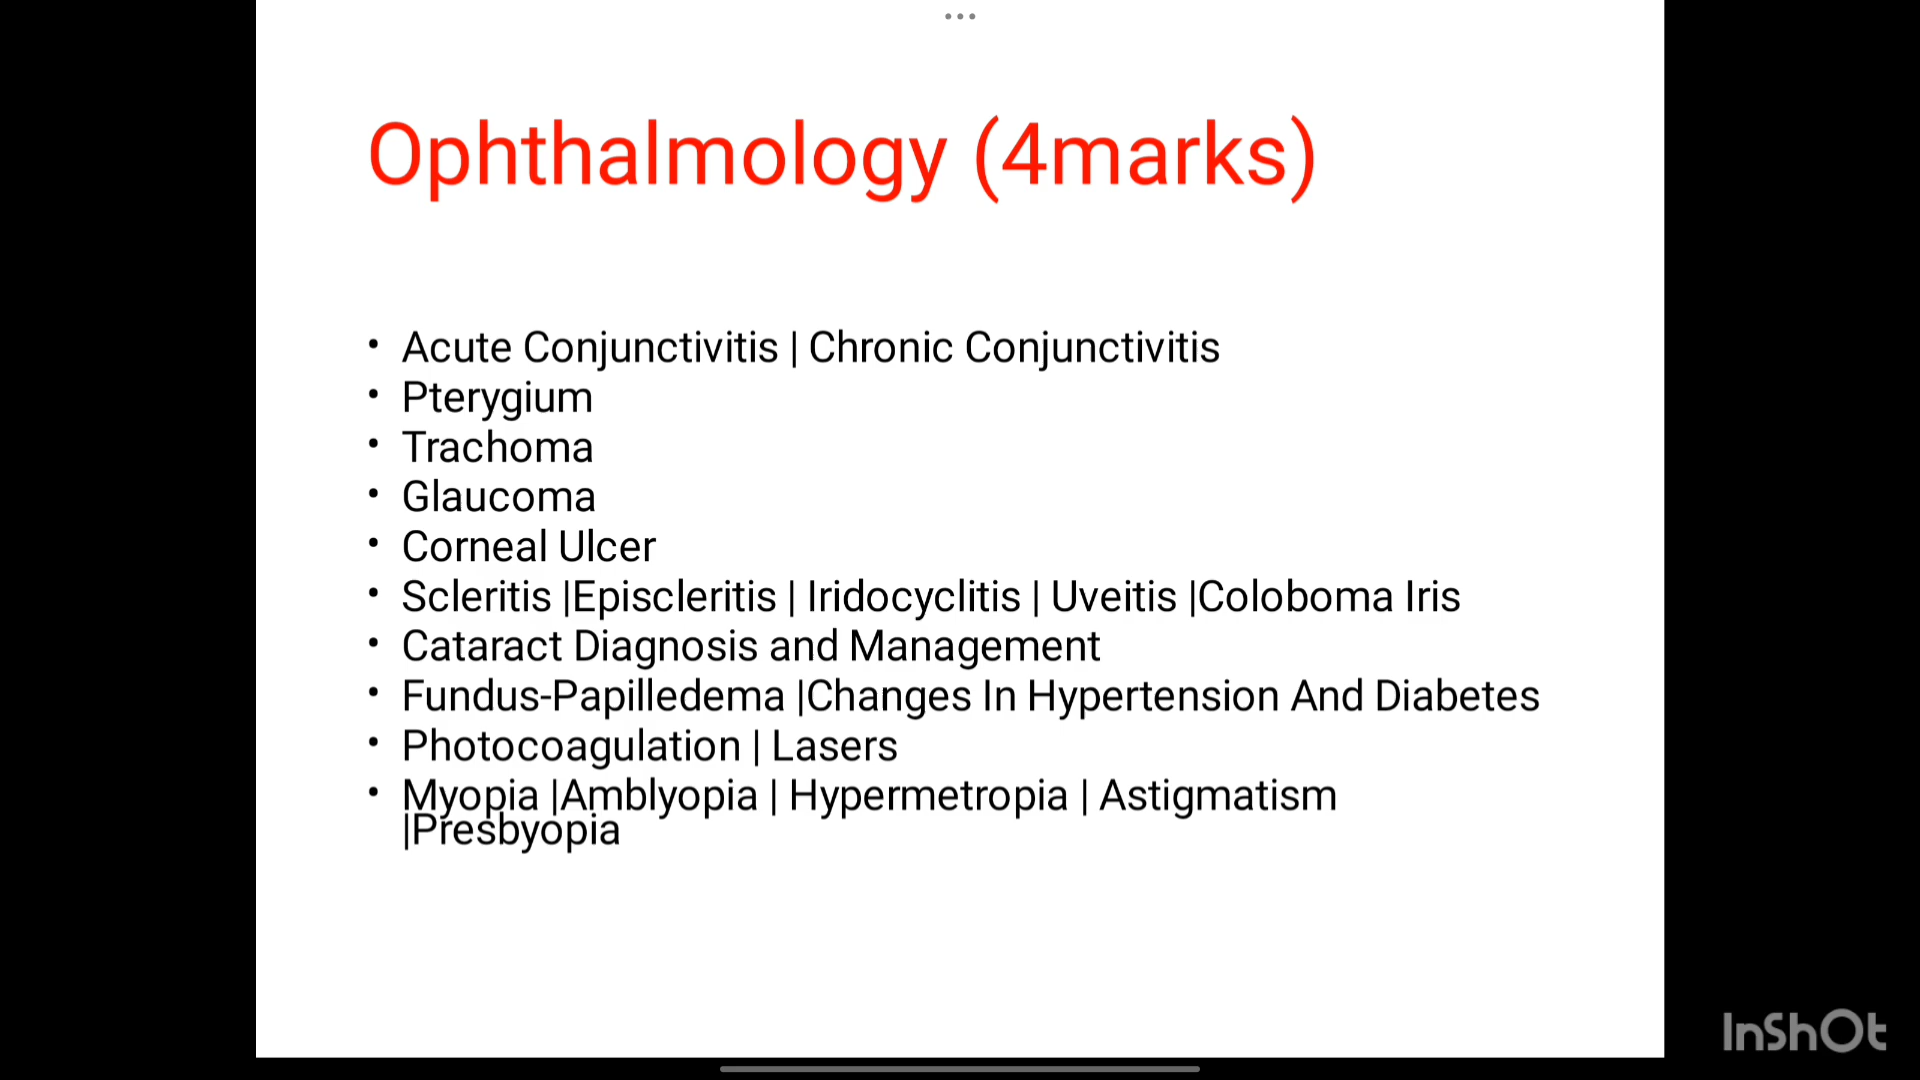 Ophthalmology (4marks)
• Acute Conjunctivitis | Chronic Conjunctivitis
• Pterygium
• Trachoma
• Glaucoma
• Corneal Ulcer
• Scleritis |Episcleritis | Iridocyclitis | Uveitis |Coloboma Iris
• Cataract Diagnosis and Management
• Fundus-Papilledema |Changes In Hypertension And Diabetes
• Photocoagulation | Lasers
• Myopia |Amblyopia | Hypermetropia | Astigmatism
|Presbyopia
InShOt